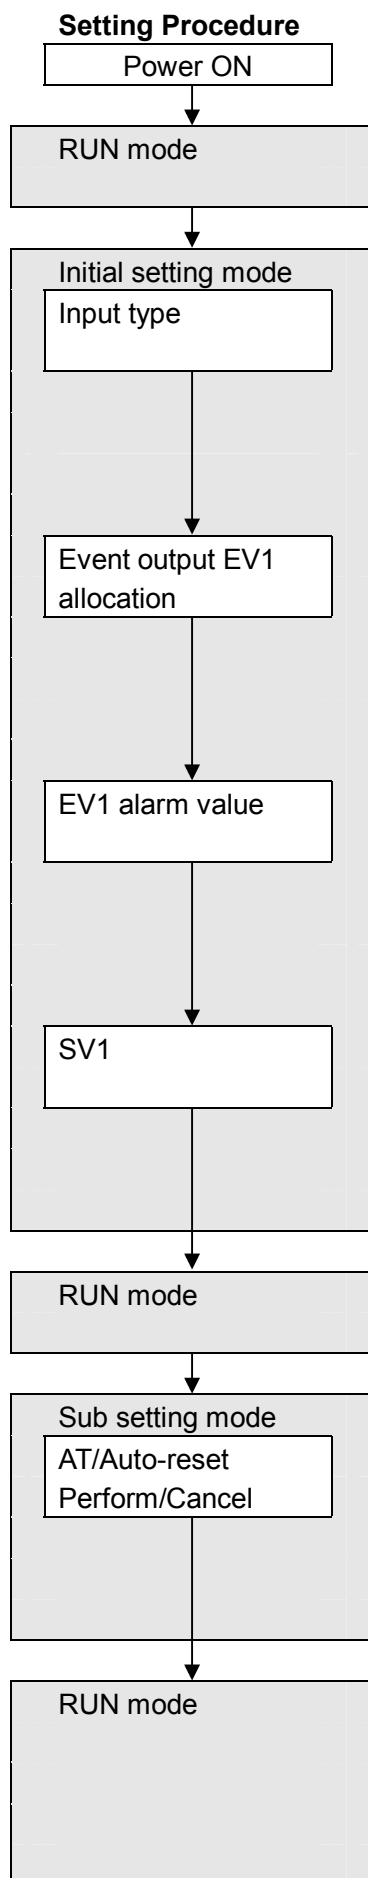 Setting Procedure
Power ON
RUN mode
Initial setting mode
Input type
Event output EV1
allocation
EV1 alarm value
SV1
RUN mode
Sub setting mode
AT/Auto-reset
Perform/Cancel
RUN mode